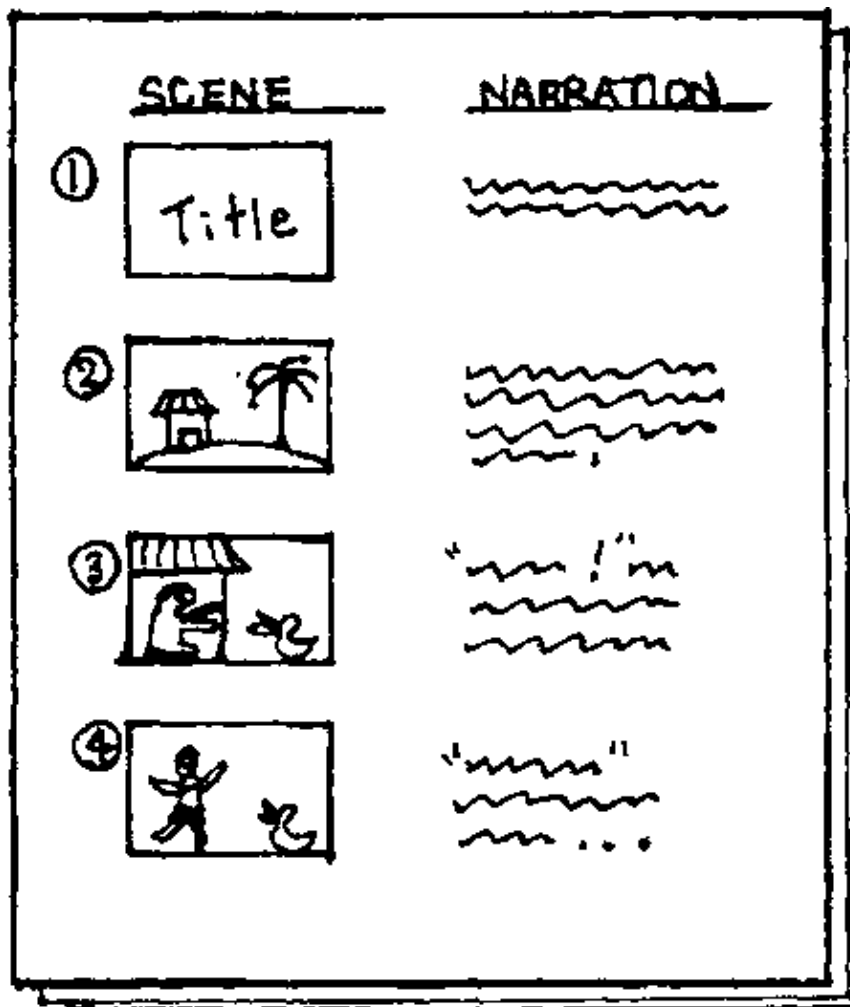 SCENE NARRATION
① Title
②
③
④